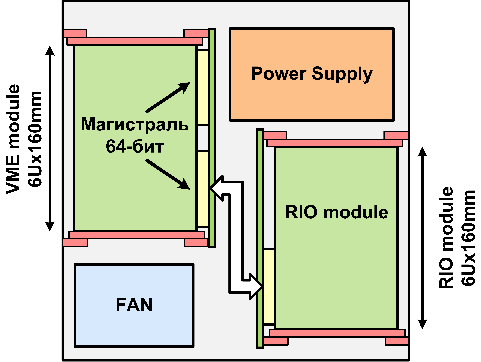 VME module
6Ux160mm
Магистраль
64-бит
Power Supply
RIO module
RIO module
6Ux160mm
FAN